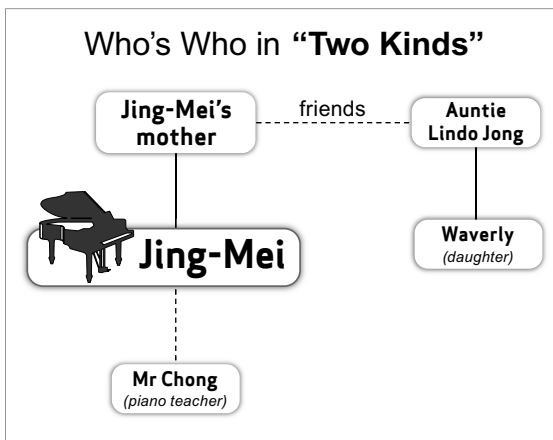 Who's Who in “Two Kinds”
Jing-Mei's
mother
friends
Auntie
Lindo Jong
Jing-Mei
Waverly
(daughter)
Mr Chong
(piano teacher)